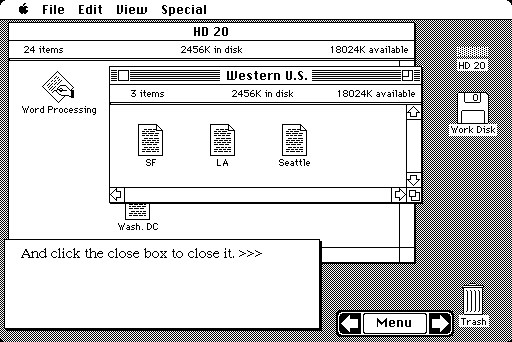 File Edit View Special
HD 20
24 items 2456K in disk 18024K available
Western U.S.
3 items 2456K in disk 18024K available
HD 20
Word Processing
Work Disk
SF LA Seattle
Wash. DC
And click the close box to close it. >>>
Menu
Trash